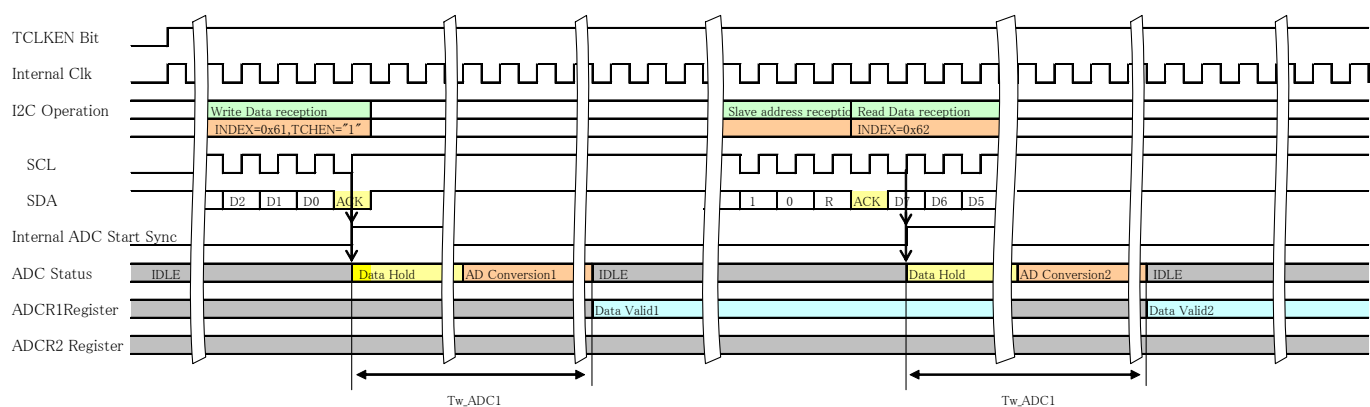 TCLKEN Bit
Internal Clk
I2C Operation
Write Data reception
Slave address receptio
Read Data reception
INDEX=0x61,TCHEN="1"
INDEX=0x62
SCL
SDA
D2 D1 D0 ACK
1 0 R ACK D7 D6 D5
Internal ADC Start Sync
ADC Status
IDLE
Data Hold
AD Conversion1
IDLE
Data Hold
AD Conversion2
IDLE
ADCR1Register
Data Valid1
Data Valid2
ADCR2 Register
Tw_ADC1
Tw_ADC1